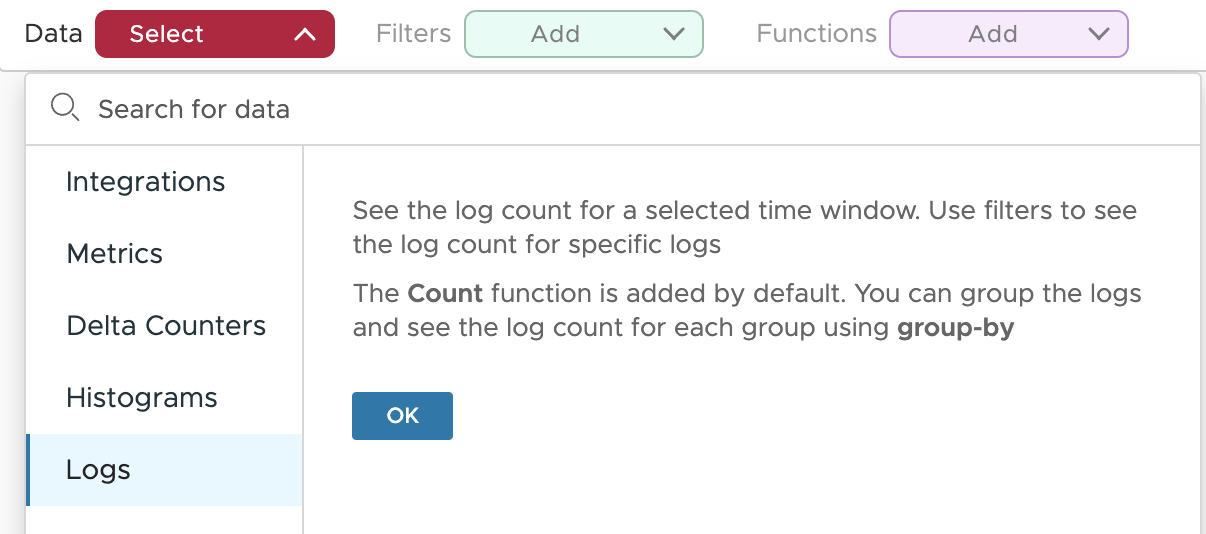 Data Select Filters Add Functions Add
Search for data
Integrations
Metrics
Delta Counters
Histograms
Logs
See the log count for a selected time window. Use filters to see
the log count for specific logs
The Count function is added by default. You can group the logs
and see the log count for each group using group-by
OK